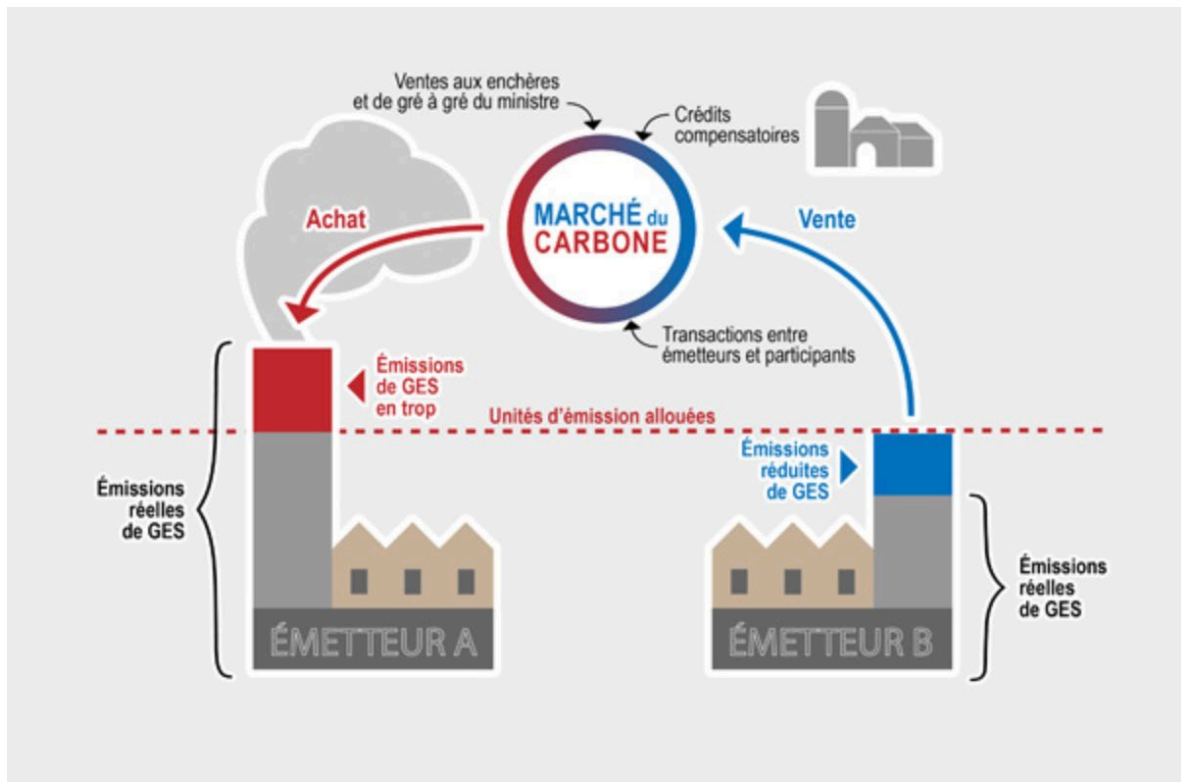 Ventes aux enchères
et de gré à gré du ministre
Crédits
compensatoires
Achat
MARCHÉ du
CARBONE
Vente
Transactions entre
émetteurs et participants
Émissions
de GES
en trop
Unités d'émission allouées
Émissions
réduites
de GES
Émissions
réelles
de GES
Émissions
réelles
de GES
ÉMETTEUR A
ÉMETTEUR B